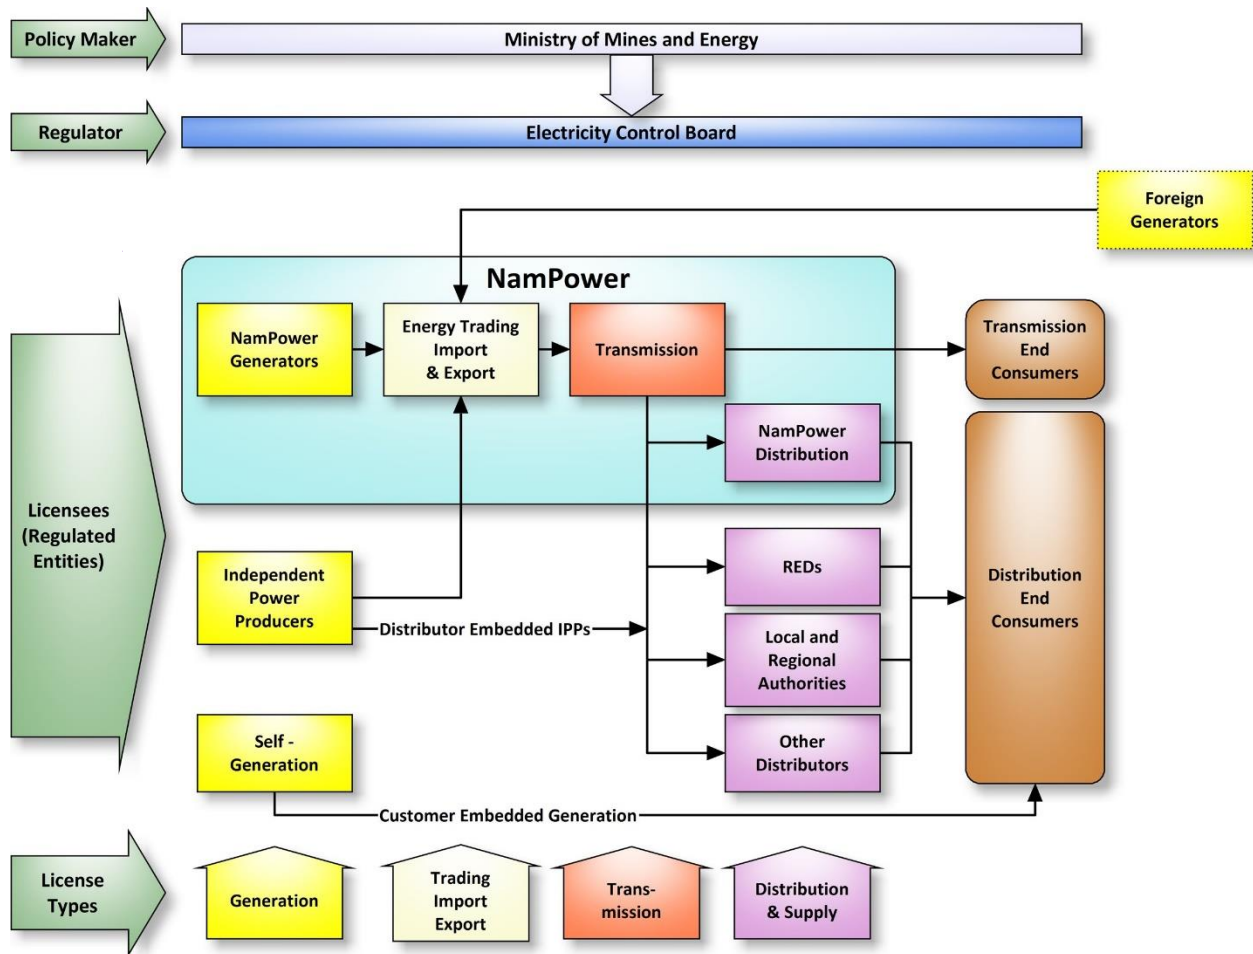 Policy Maker
Ministry of Mines and Energy
Regulator
Electricity Control Board
Foreign
Generators
NamPower
NamPower
Generators
Energy Trading
Import
& Export
Transmission
Transmission
End
Consumers
NamPower
Distribution
Licensees
(Regulated
Entities)
Independent
Power
Producers
Distributor Embedded IPPs
REDs
Local and
Regional
Authorities
Distribution
End
Consumers
Self -
Generation
Other
Distributors
Customer Embedded Generation
License
Types
Generation
Trading
Import
Export
Trans-
mission
Distribution
& Supply